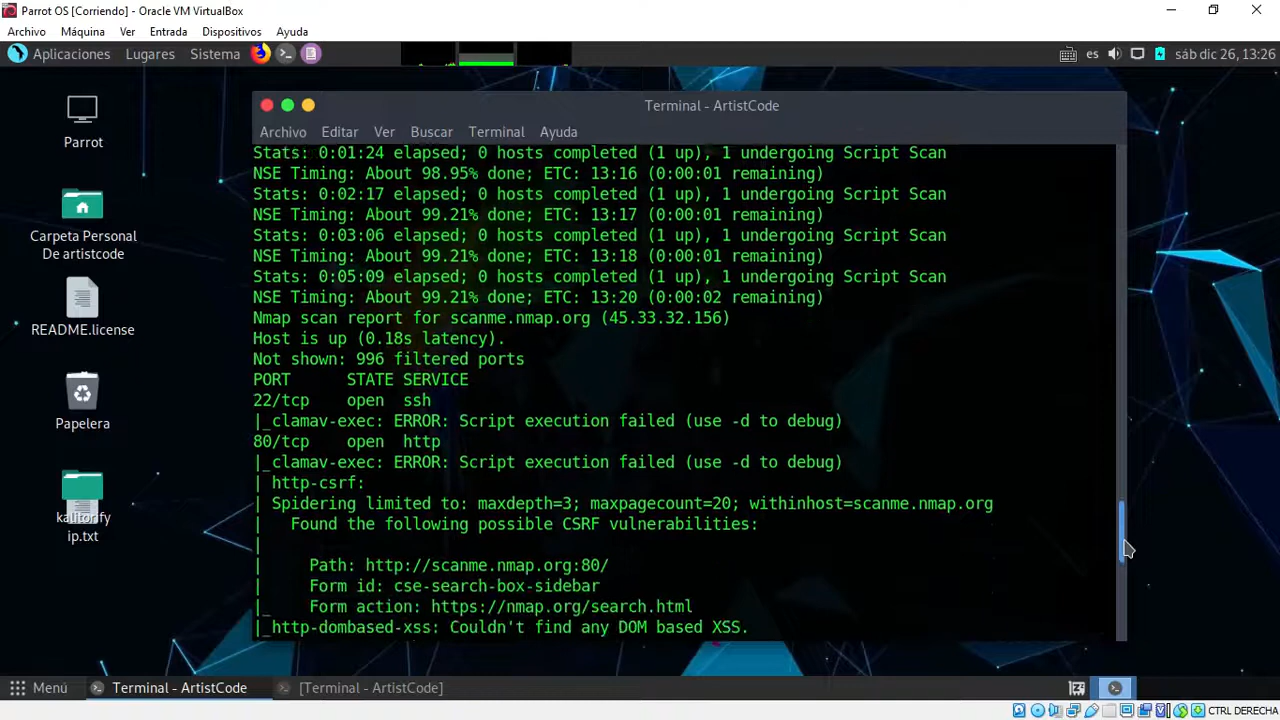 Parrot OS [Corriendo] - Oracle VM VirtualBox
Archivo Máquina Ver Entrada Dispositivos Ayuda
Aplicaciones Lugares Sistema es sáb dic 26, 13:26
Terminal - ArtistCode
Archivo Editar Ver Buscar Terminal Ayuda
Parrot
Carpeta Personal
De artistcode
README.license
Papelera
kalitorify
ip.txt
Stats: 0:01:24 elapsed; 0 hosts completed (1 up), 1 undergoing Script Scan
NSE Timing: About 98.95% done; ETC: 13:16 (0:00:01 remaining)
Stats: 0:02:17 elapsed; 0 hosts completed (1 up), 1 undergoing Script Scan
NSE Timing: About 99.21% done; ETC: 13:17 (0:00:01 remaining)
Stats: 0:03:06 elapsed; 0 hosts completed (1 up), 1 undergoing Script Scan
NSE Timing: About 99.21% done; ETC: 13:18 (0:00:01 remaining)
Stats: 0:05:09 elapsed; 0 hosts completed (1 up), 1 undergoing Script Scan
NSE Timing: About 99.21% done; ETC: 13:20 (0:00:02 remaining)
Nmap scan report for scanme.nmap.org (45.33.32.156)
Host is up (0.18s latency).
Not shown: 996 filtered ports
PORT STATE SERVICE
22/tcp open ssh
|_clamav-exec: ERROR: Script execution failed (use -d to debug)
80/tcp open http
|_clamav-exec: ERROR: Script execution failed (use -d to debug)
| http-csrf:
| Spidering limited to: maxdepth=3; maxpagecount=20; withinhost=scanme.nmap.org
| Found the following possible CSRF vulnerabilities:
|
| Path: http://scanme.nmap.org:80/
| Form id: cse-search-box-sidebar
|_ Form action: https://nmap.org/search.html
|_http-dombased-xss: Couldn't find any DOM based XSS.
Menú Terminal - ArtistCode [Terminal - ArtistCode]
CTRL DERECHA